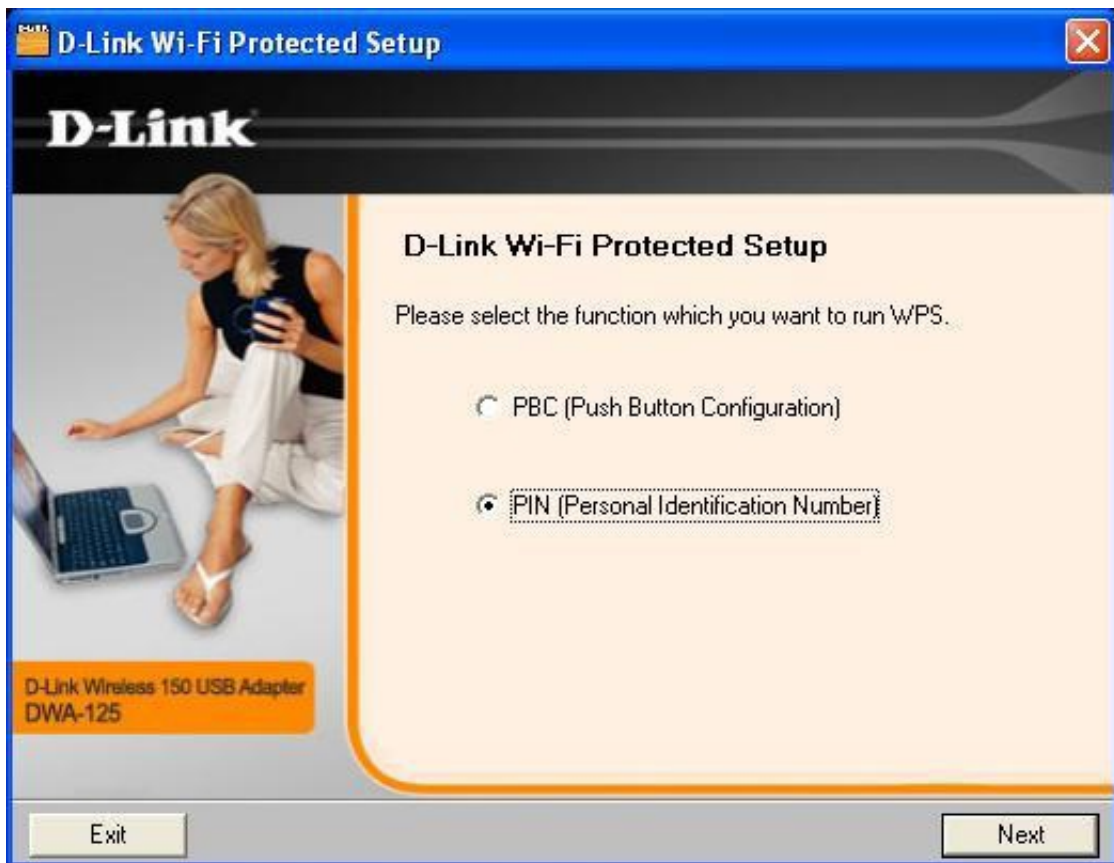 D-Link Wi-Fi Protected Setup
D-Link
D-Link Wi-Fi Protected Setup
Please select the function which you want to run WPS.
PBC (Push Button Configuration)
PIN (Personal Identification Number)
D-Link Wireless 150 USB Adapter
DWA-125
Exit
Next